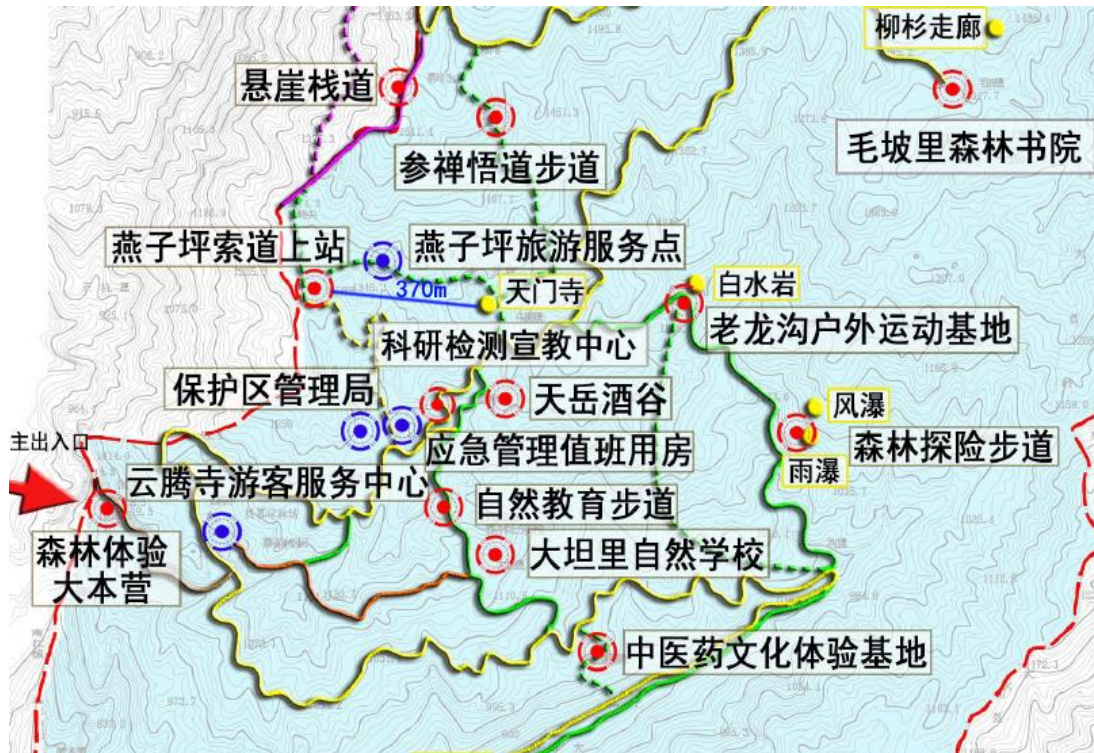 柳杉走廊
悬崖栈道
参禅悟道步道
毛坡里森林书院
燕子坪索道上站
燕子坪旅游服务点
370m
天门寺
白水岩
老龙沟户外运动基地
科研检测宣教中心
保护区管理局
天岳酒谷
风瀑
主出入口
应急管理值班用房
森林探险步道
云腾寺游客服务中心
雨瀑
自然教育步道
森林体验
大本营
大坦里自然学校
中医药文化体验基地